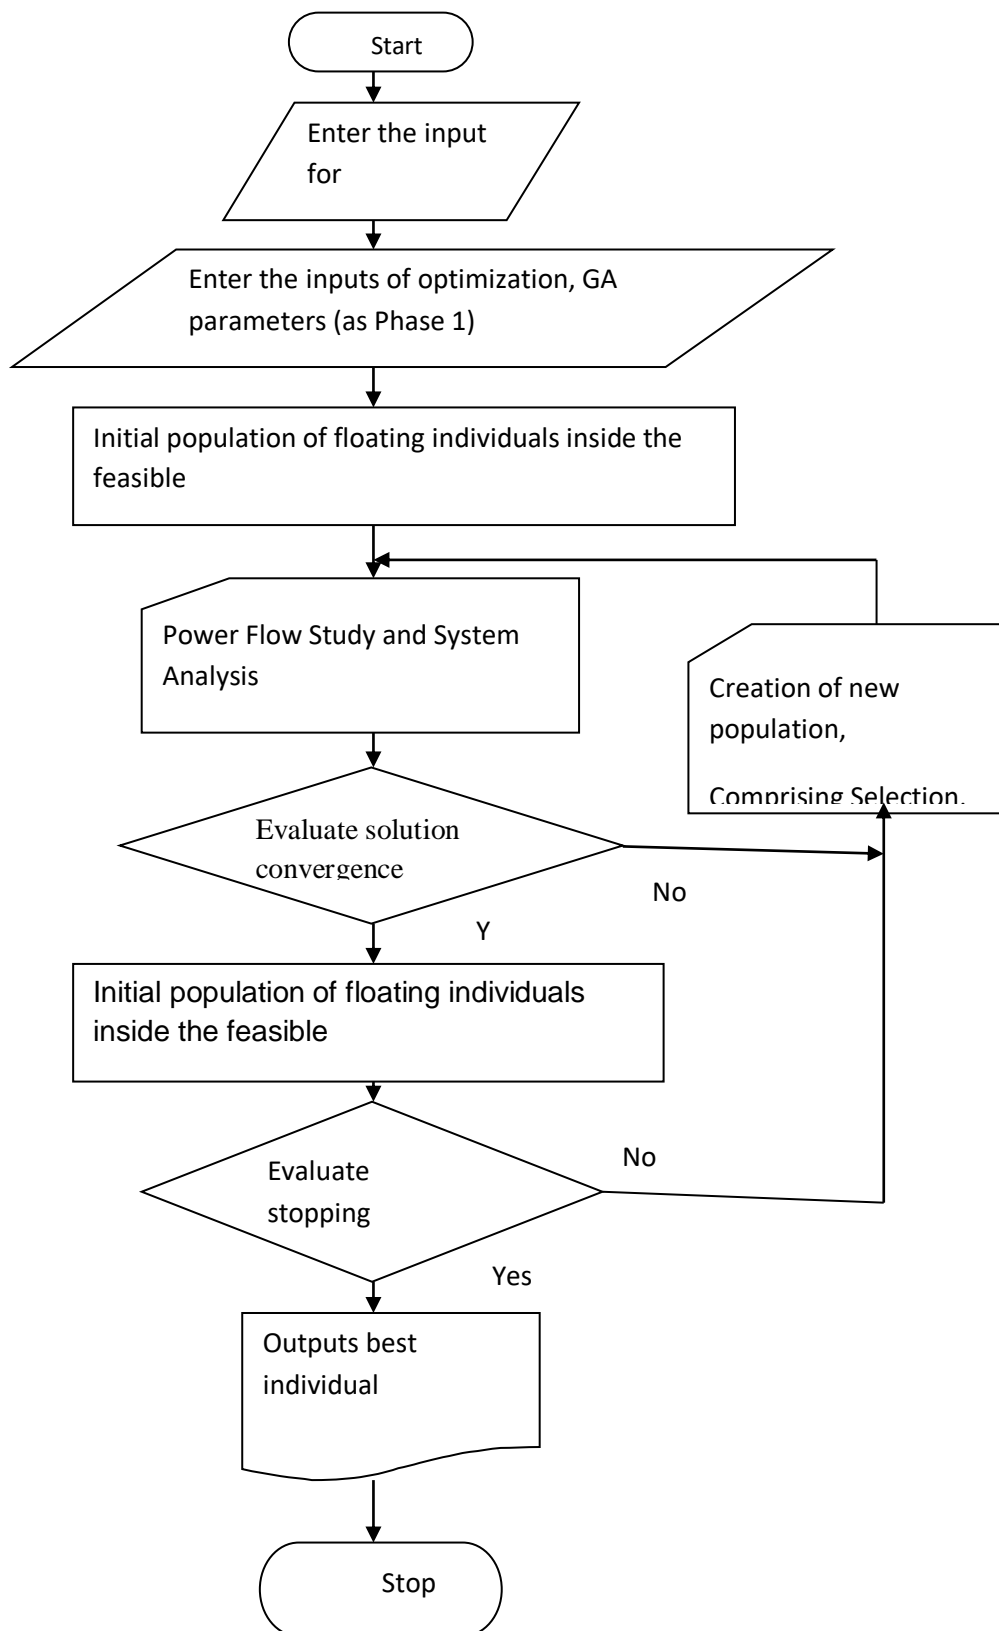 Start
Enter the input
for
Enter the inputs of optimization, GA
parameters (as Phase 1)
Initial population of floating individuals inside the
feasible
Power Flow Study and System
Analysis
Creation of new
population,
Comprising Selection,
Evaluate solution
convergence
No
Y
Initial population of floating individuals
inside the feasible
Evaluate
stopping
No
Yes
Outputs best
individual
Stop